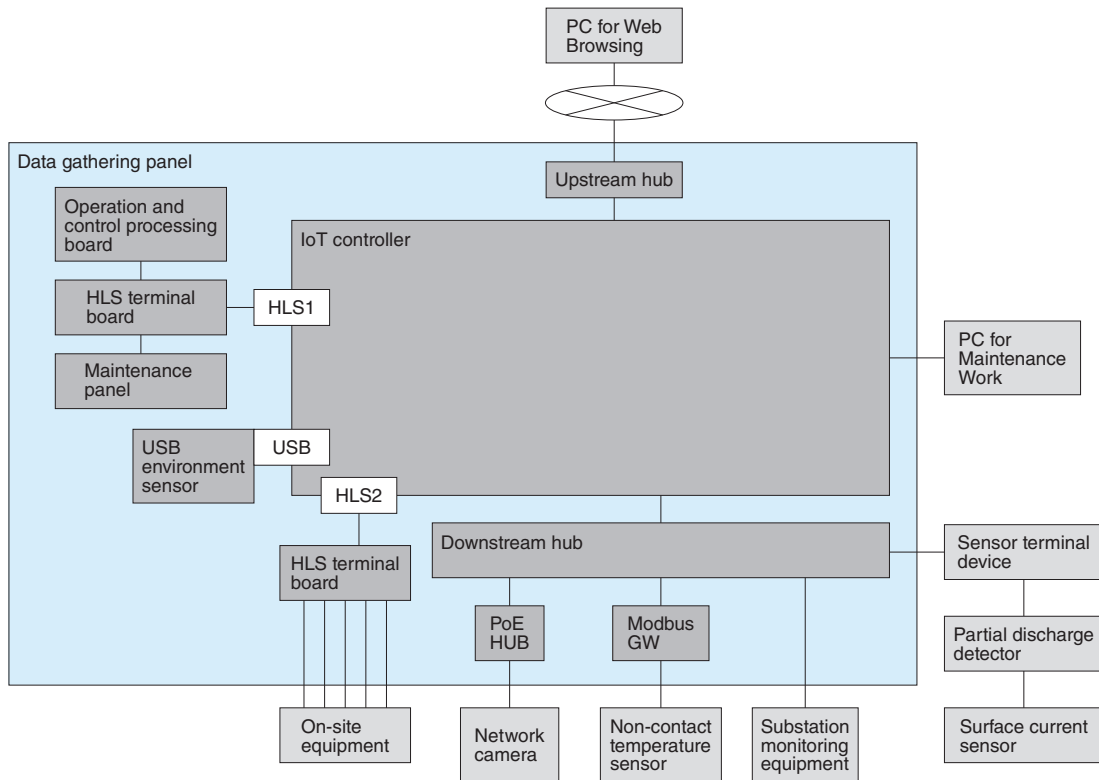 PC for Web
Browsing
Data gathering panel
Upstream hub
Operation and
control processing
board
IoT controller
HLS terminal
board
HLS1
Maintenance
panel
PC for
Maintenance
Work
USB
environment
sensor
USB
HLS2
HLS terminal
board
Downstream hub
Sensor terminal
device
PoE
HUB
Modbus
GW
Partial discharge
detector
On-site
equipment
Network
camera
Non-contact
temperature
sensor
Substation
monitoring
equipment
Surface current
sensor